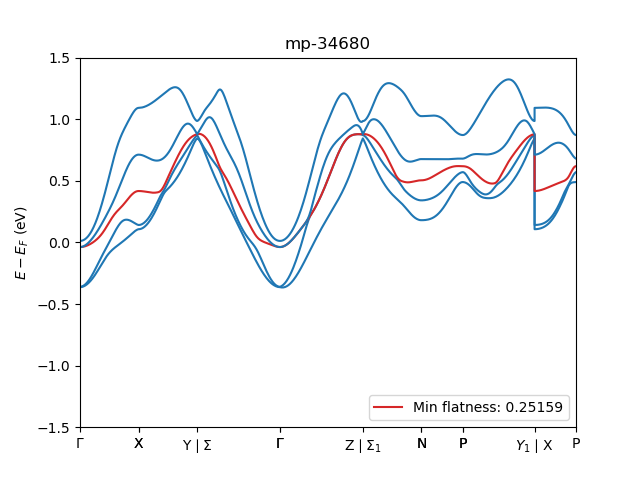 mp-34680
1.5
1.0
0.5
0.0
−0.5
−1.0
−1.5
E − E_F (eV)
Min flatness: 0.25159
Γ X Y | Σ Γ Z | Σ₁ N P Y₁ | X P